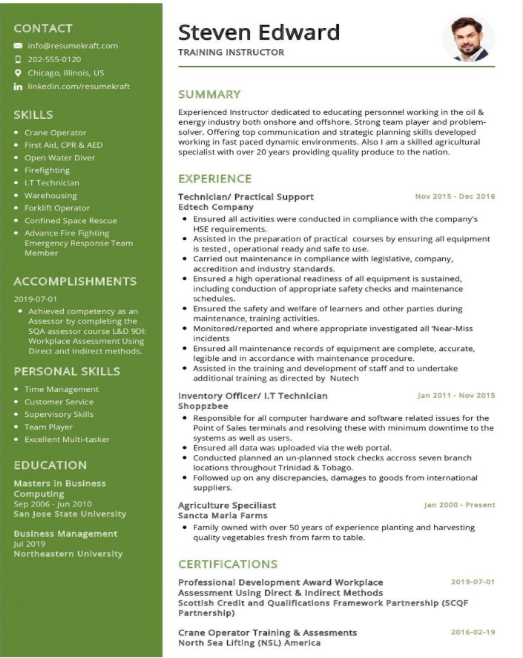 CONTACT
info@resumekraft.com
202-555-0120
Chicago, Illinois, US
linkedin.com/resumekraft
SKILLS
Crane Operator
First Aid, CPR & AED
Open Water Diver
Firefighting
I.T Technician
Warehousing
Forklift Operator
Confined Space Rescue
Advance Fire Fighting
Emergency Response Team
Member
ACCOMPLISHMENTS
2019-07-01
Achieved competency as an
Assessor by completing the
SQA assessor course L&D 9DI:
Workplace Assessment Using
Direct and Indirect methods.
PERSONAL SKILLS
Time Management
Customer Service
Supervisory Skills
Team Player
Excellent Multi-tasker
EDUCATION
Masters in Business
Computing
Sep 2006 - Jun 2010
San Jose State University
Business Management
Jul 2019
Northeastern University
Steven Edward
TRAINING INSTRUCTOR
SUMMARY
Experienced Instructor dedicated to educating personnel working in the oil &
energy industry both onshore and offshore. Strong team player and problem-
solver. Offering top communication and strategic planning skills developed
working in fast paced dynamic environments. Also I am a skilled agricultural
specialist with over 20 years providing quality produce to the nation.
EXPERIENCE
Technician/ Practical Support Nov 2015 - Dec 2016
Edtech Company
Ensured all activities were conducted in compliance with the company's
HSE requirements.
Assisted in the preparation of practical courses by ensuring all equipment
is tested , operational ready and safe to use.
Carried out maintenance in compliance with legislative, company,
accredition and industry standards.
Ensured a high operational readiness of all equipment is sustained,
including conduction of appropriate safety checks and maintenance
schedules.
Ensured the safety and welfare of learners and other parties during
maintenance, training activities.
Monitored/reported and where appropriate investigated all 'Near-Miss
incidents
Ensured all maintenance records of equipment are complete, accurate,
legible and in accordance with maintenance procedure.
Assisted in the training and development of staff and to undertake
additional training as directed by Nutech
Inventory Officer/ I.T Technician Jan 2011 - Nov 2015
Shoppzbee
Responsible for all computer hardware and software related issues for the
Point of Sales terminals and resolving these with minimum downtime to the
systems as well as users.
Ensured all data was uploaded via the web portal.
Conducted planned an un-planned stock checks accross seven branch
locations throughout Trinidad & Tobago.
Followed up on any discrepancies, damages to goods from international
suppliers.
Agriculture Speciliast Jan 2000 - Present
Sancta Maria Farms
Family owned with over 50 years of experience planting and harvesting
quality vegetables fresh from farm to table.
CERTIFICATIONS
Professional Development Award Workplace 2019-07-01
Assessment Using Direct & Indirect Methods
Scottish Credit and Qualifications Framework Partnership (SCQF
Partnership)
Crane Operator Training & Assesments 2016-02-19
North Sea Lifting (NSL) America